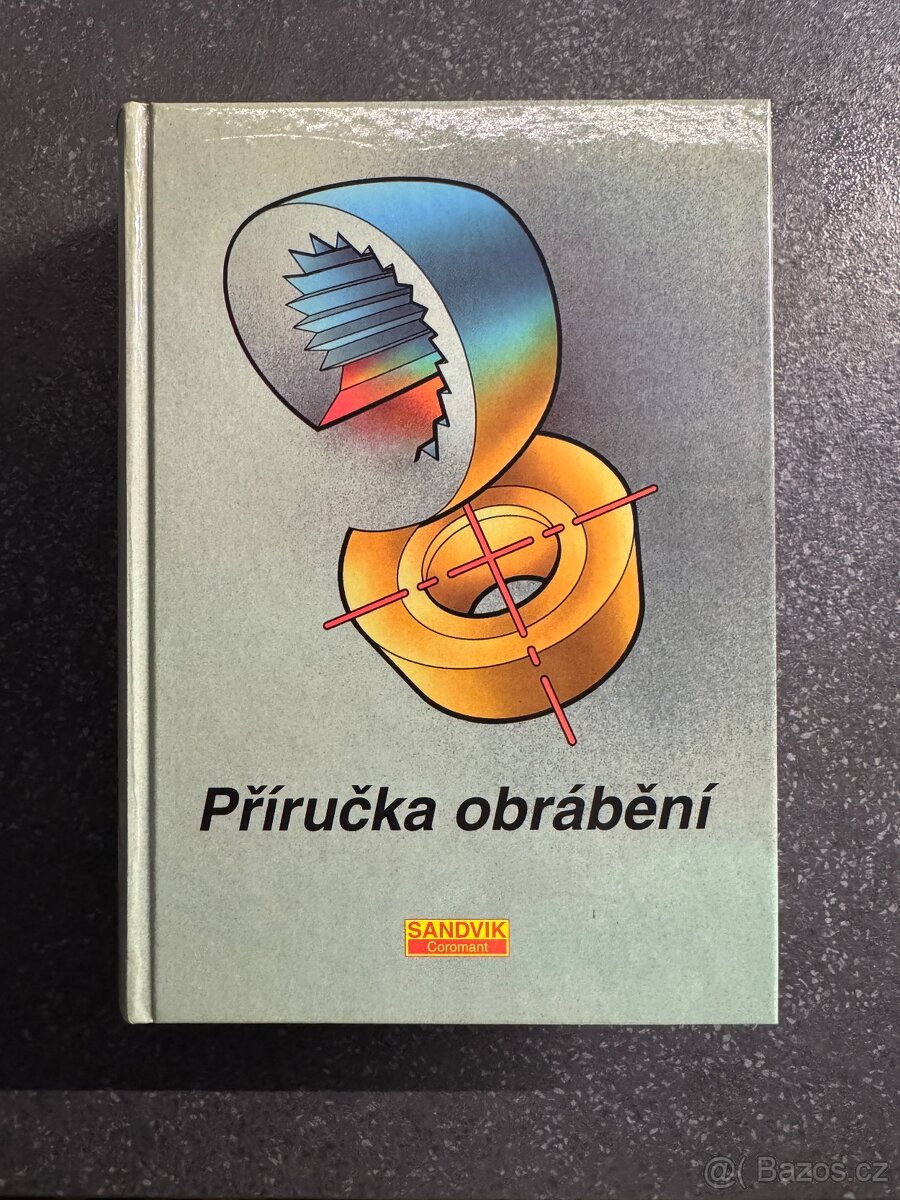 Příručka obrábění
SANDVIK
Coromant
@( Bazos.cz